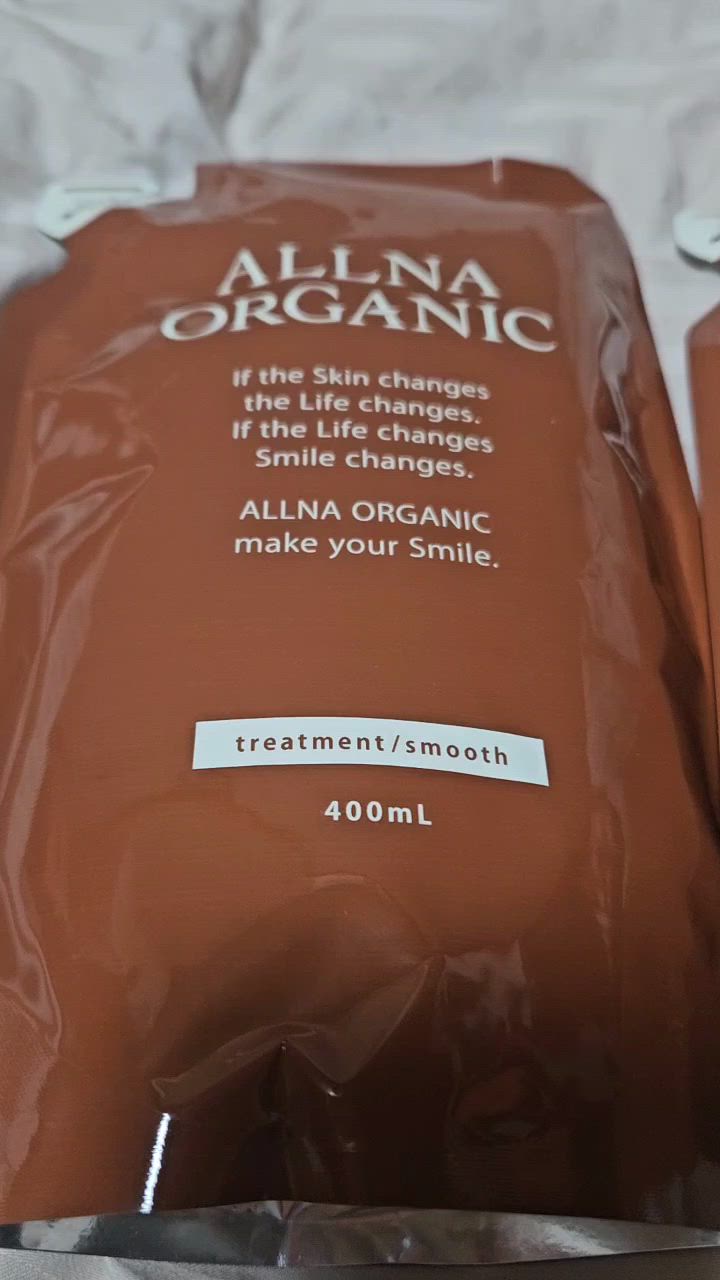 ALLNA
ORGANIC
If the Skin changes
the Life changes.
If the Life changes
Smile changes.
ALLNA ORGANIC
make your Smile.
treatment/smooth
400mL